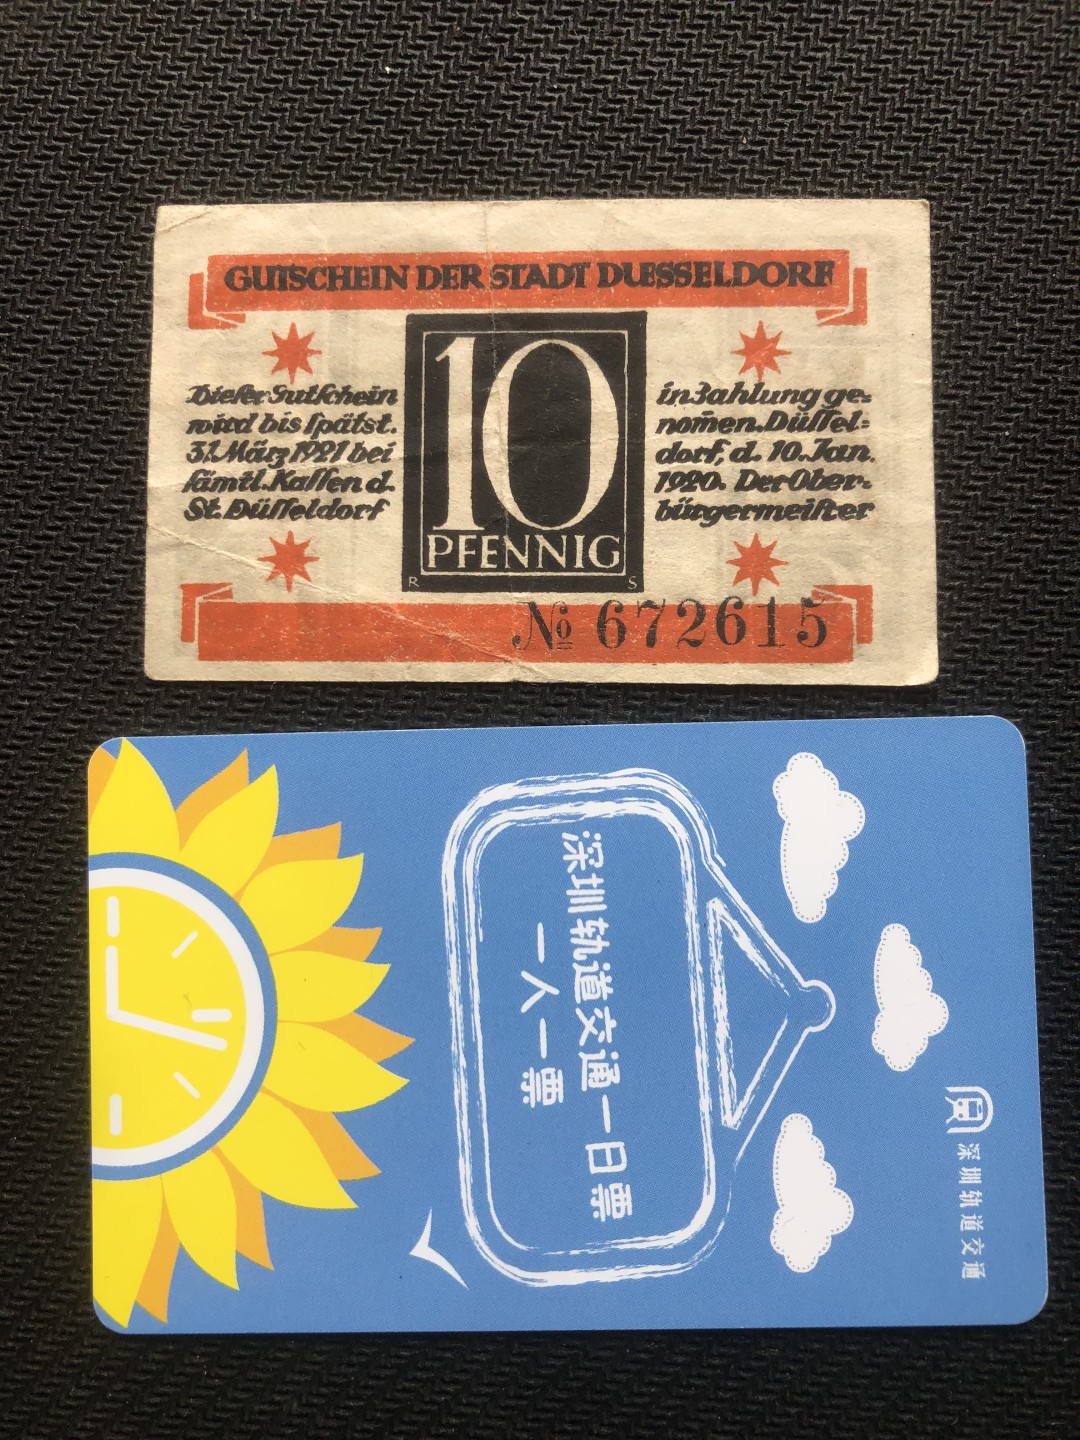 GUTSCHEIN DER STADT DUESSELDORF
Dieser Gutschein
wird bis spätst.
31. März 1921 bei
sämtl. Kassen d.
St. Düsseldorf
10
PFENNIG
R S
in Zahlung ge=
nom̅en. Düssel=
dorf, d. 10. Jan.
1920. Der Ober=
bürgermeister
№ 672615
深圳轨道交通一日票
一人一票
深圳轨道交通